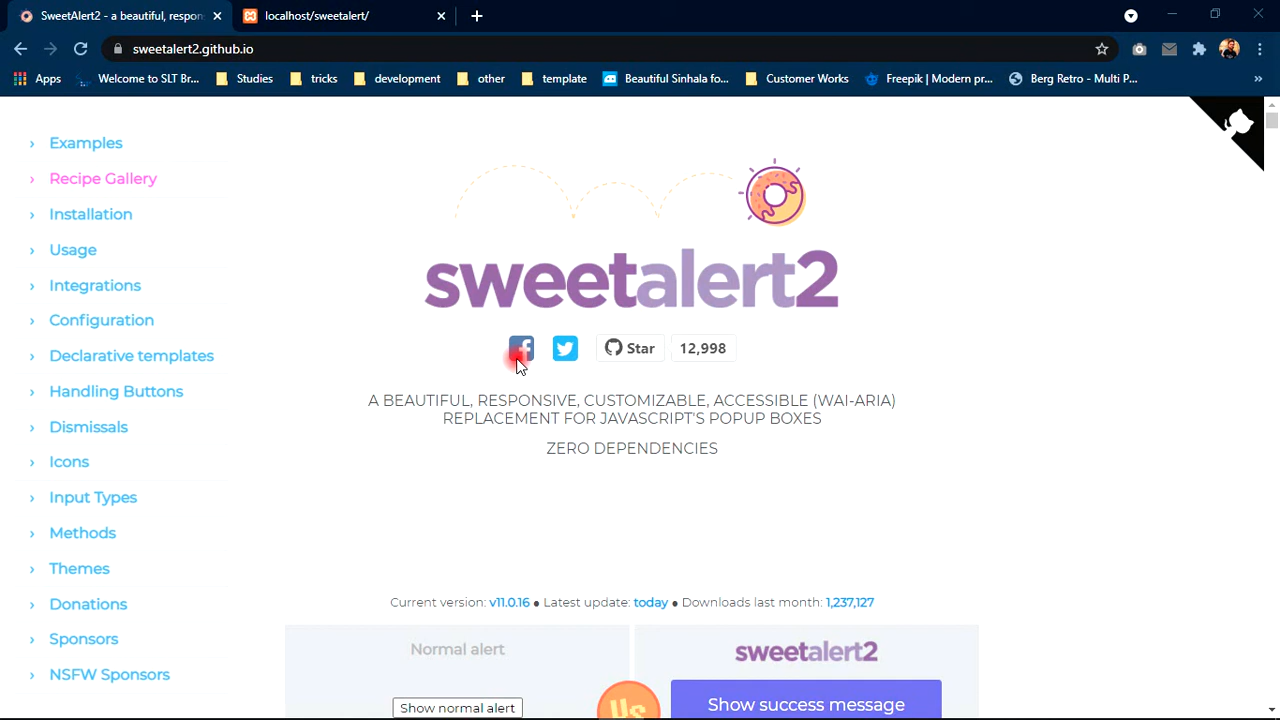 SweetAlert2 - a beautiful, respon
localhost/sweetalert/
sweetalert2.github.io
Apps
Welcome to SLT Br...
Studies
tricks
development
other
template
Beautiful Sinhala fo...
Customer Works
Freepik | Modern pr...
Berg Retro - Multi P...
»
› Examples
› Recipe Gallery
› Installation
› Usage
› Integrations
› Configuration
› Declarative templates
› Handling Buttons
› Dismissals
› Icons
› Input Types
› Methods
› Themes
› Donations
› Sponsors
› NSFW Sponsors
sweetalert2
Star 12,998
A BEAUTIFUL, RESPONSIVE, CUSTOMIZABLE, ACCESSIBLE (WAI-ARIA)
REPLACEMENT FOR JAVASCRIPT'S POPUP BOXES
ZERO DEPENDENCIES
Current version: v11.0.16 ● Latest update: today ● Downloads last month: 1,237,127
Normal alert
sweetalert2
Show normal alert
Us
Show success message